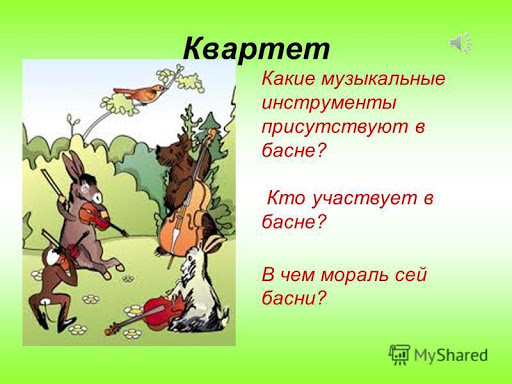 Квартет
Какие музыкальные
инструменты
присутствуют в
басне?
Кто участвует в
басне?
В чем мораль сей
басни?
MyShared